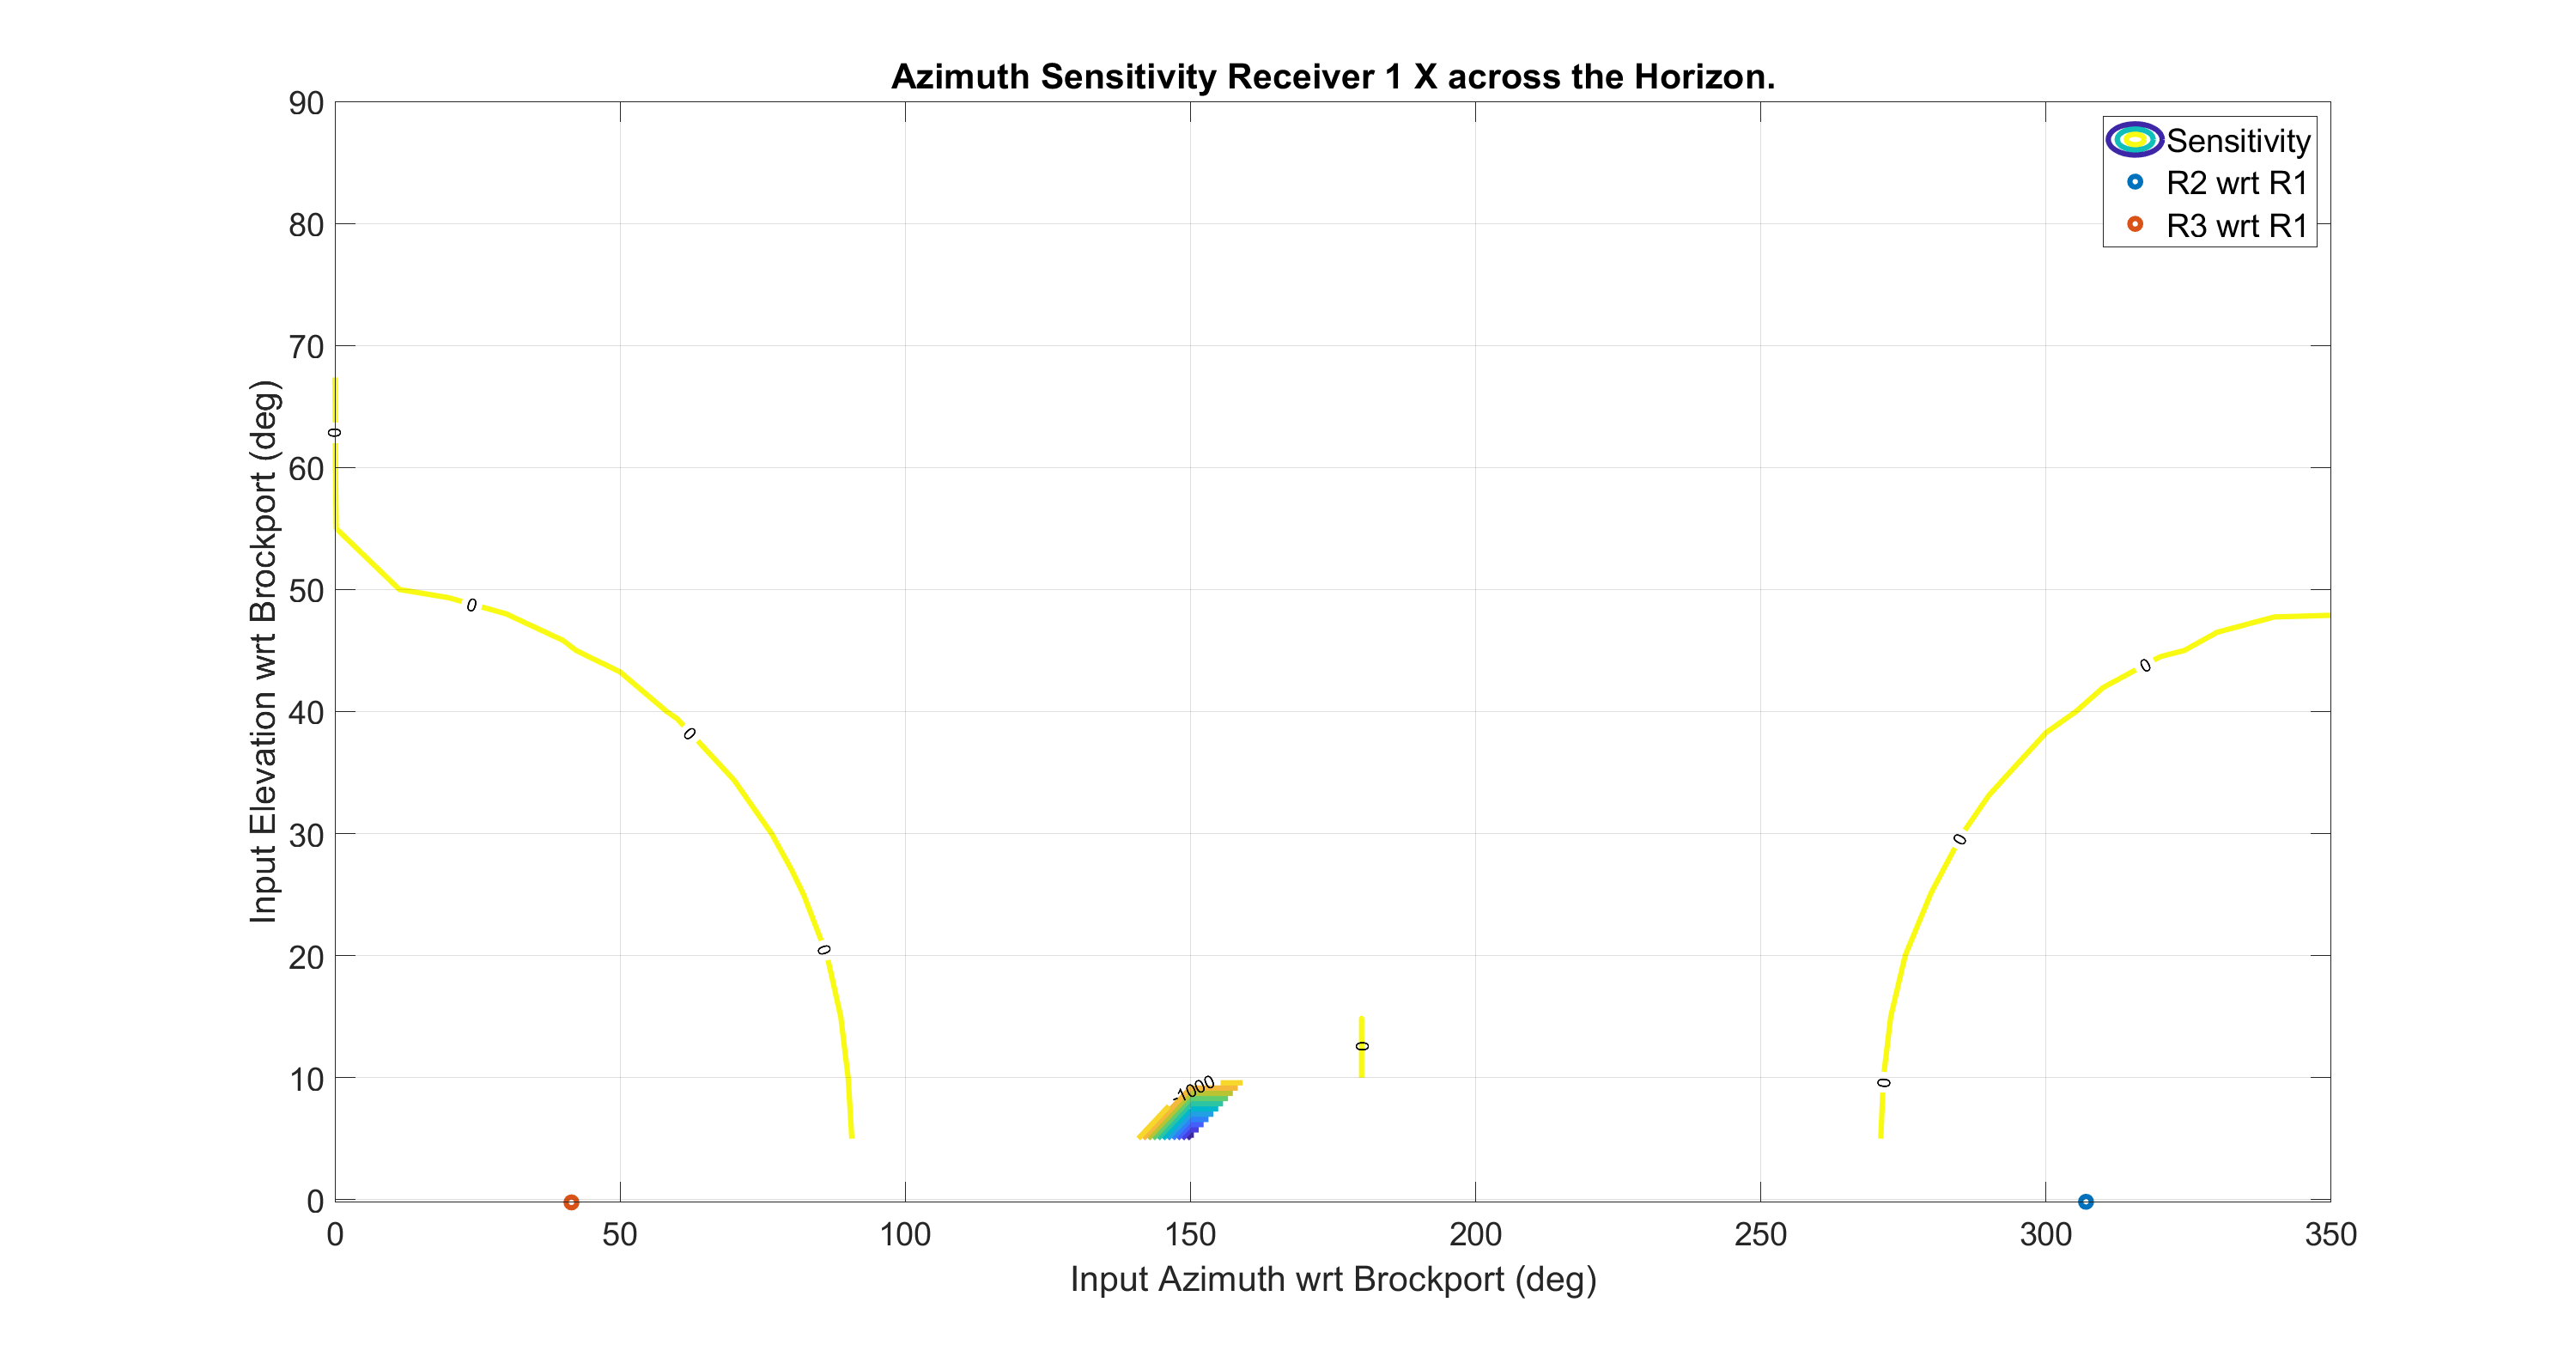 Azimuth Sensitivity Receiver 1 X across the Horizon.
90
80
70
60
50
40
30
20
10
0
Input Elevation wrt Brockport (deg)
Sensitivity
R2 wrt R1
R3 wrt R1
0
0
0
0
0
0
0
0
-1000
0 50 100 150 200 250 300 350
Input Azimuth wrt Brockport (deg)